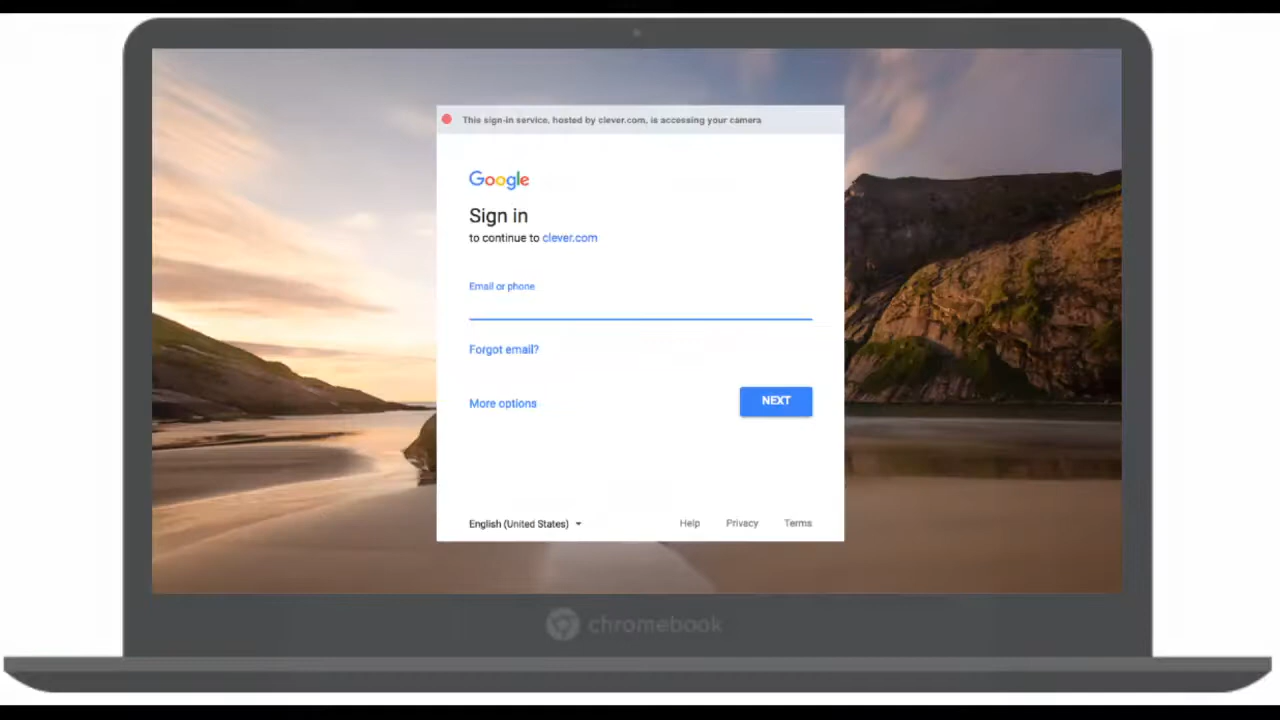 This sign-in service, hosted by clever.com, is accessing your camera
Google
Sign in
to continue to clever.com
Email or phone
Forgot email?
More options
NEXT
English (United States)
Help
Privacy
Terms
chromebook